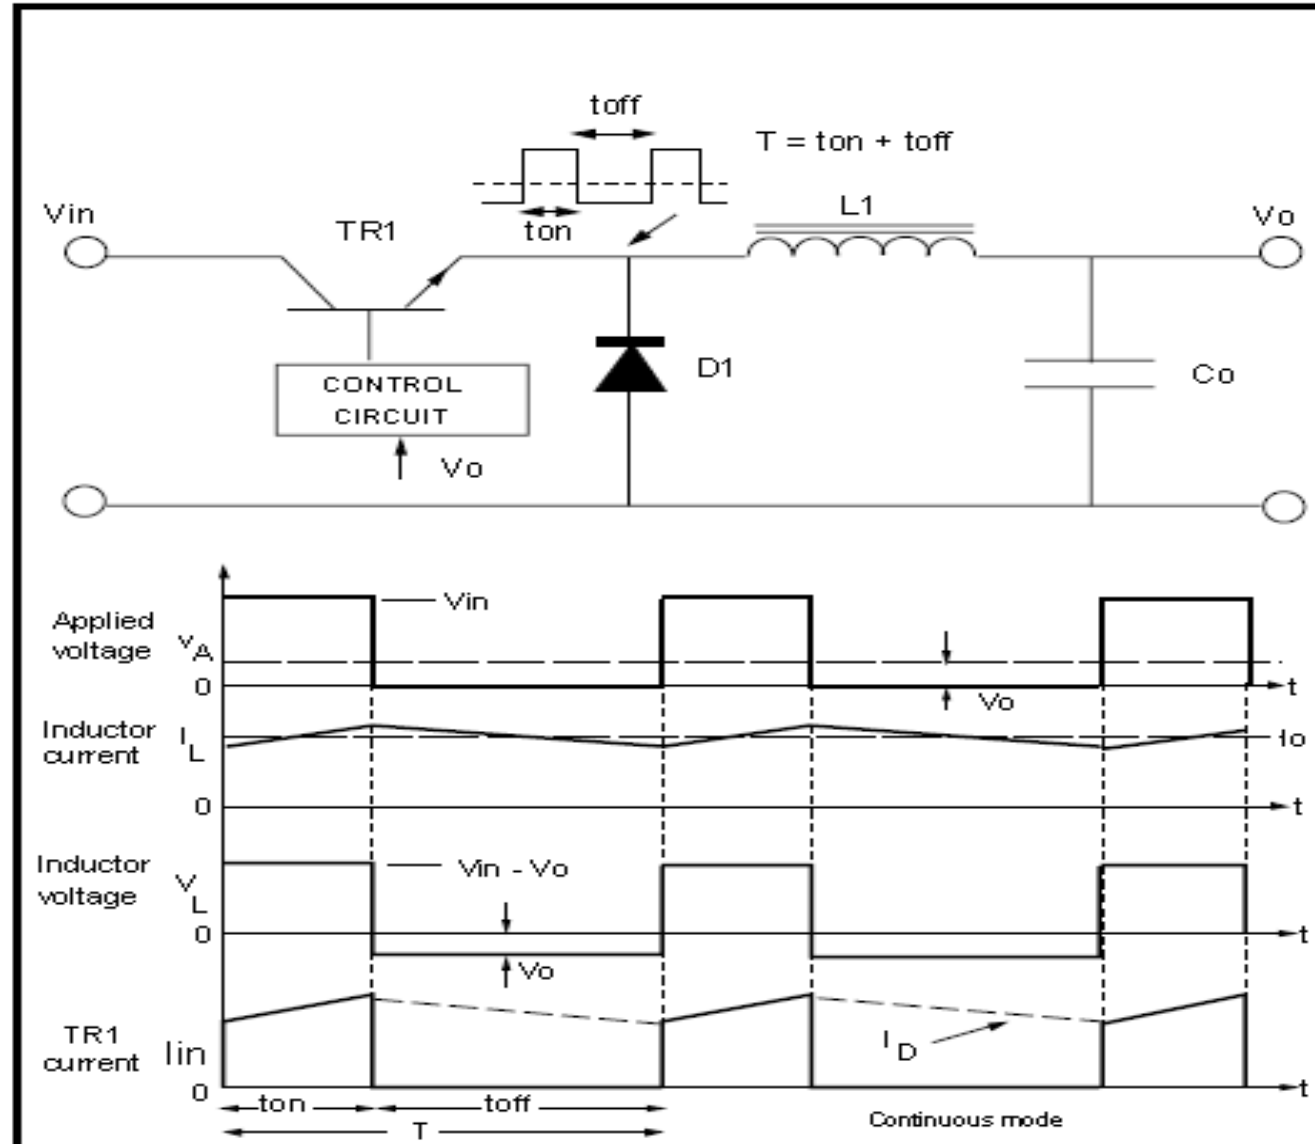 toff
T = ton + toff
Vin
TR1
ton
L1
Vo
D1
Co
CONTROL
CIRCUIT
Vo
Applied
voltage
VA
Vin
0
Vo
t
Inductor
current
IL
Io
0
t
Inductor
voltage
VL
Vin - Vo
0
t
Vo
TR1
current
Iin
ID
0
t
ton
toff
T
Continuous mode